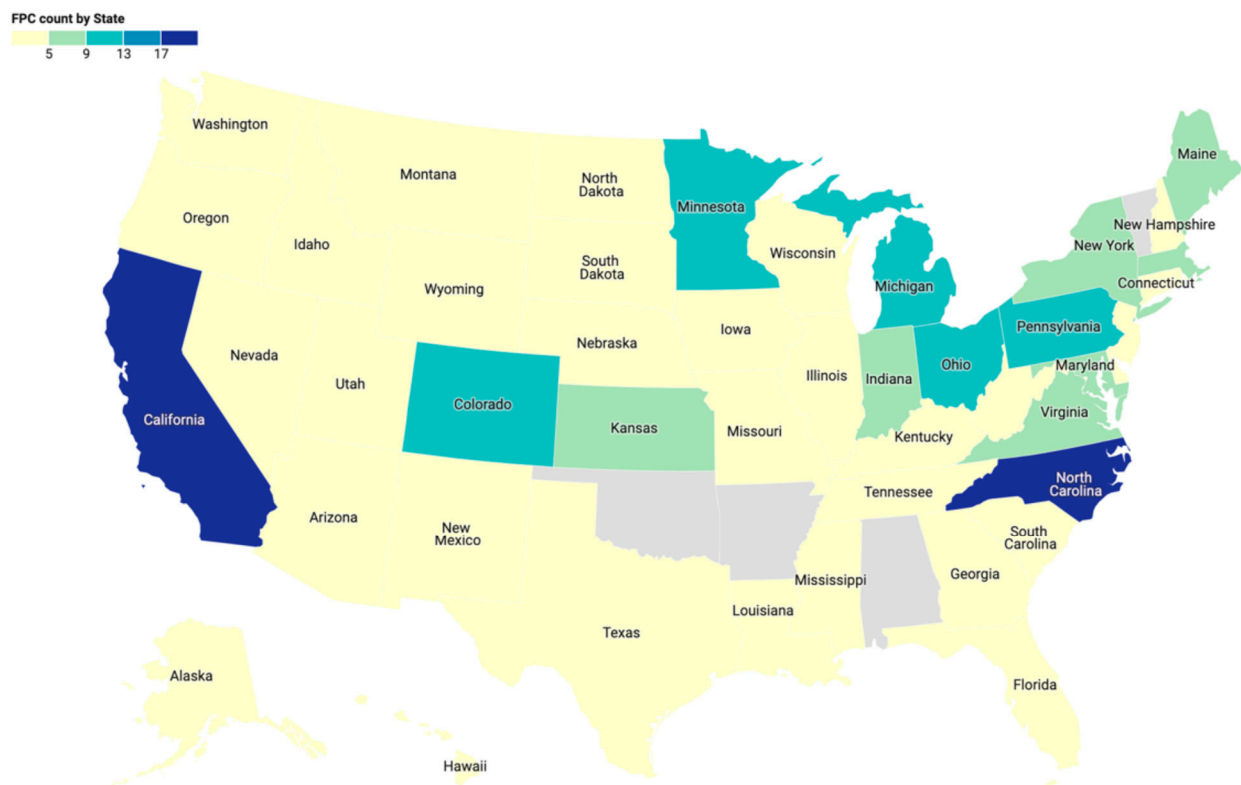 FPC count by State
5 9 13 17
Washington
Montana
North
Dakota
Minnesota
Maine
Oregon
Idaho
New Hampshire
New York
Wisconsin
South
Dakota
Wyoming
Michigan
Connecticut
Iowa
Pennsylvania
Nebraska
Nevada
Ohio
Maryland
Illinois
Indiana
Utah
Colorado
Virginia
California
Kansas
Missouri
Kentucky
North
Carolina
Tennessee
Arizona
New
Mexico
South
Carolina
Georgia
Mississippi
Louisiana
Texas
Alaska
Florida
Hawaii